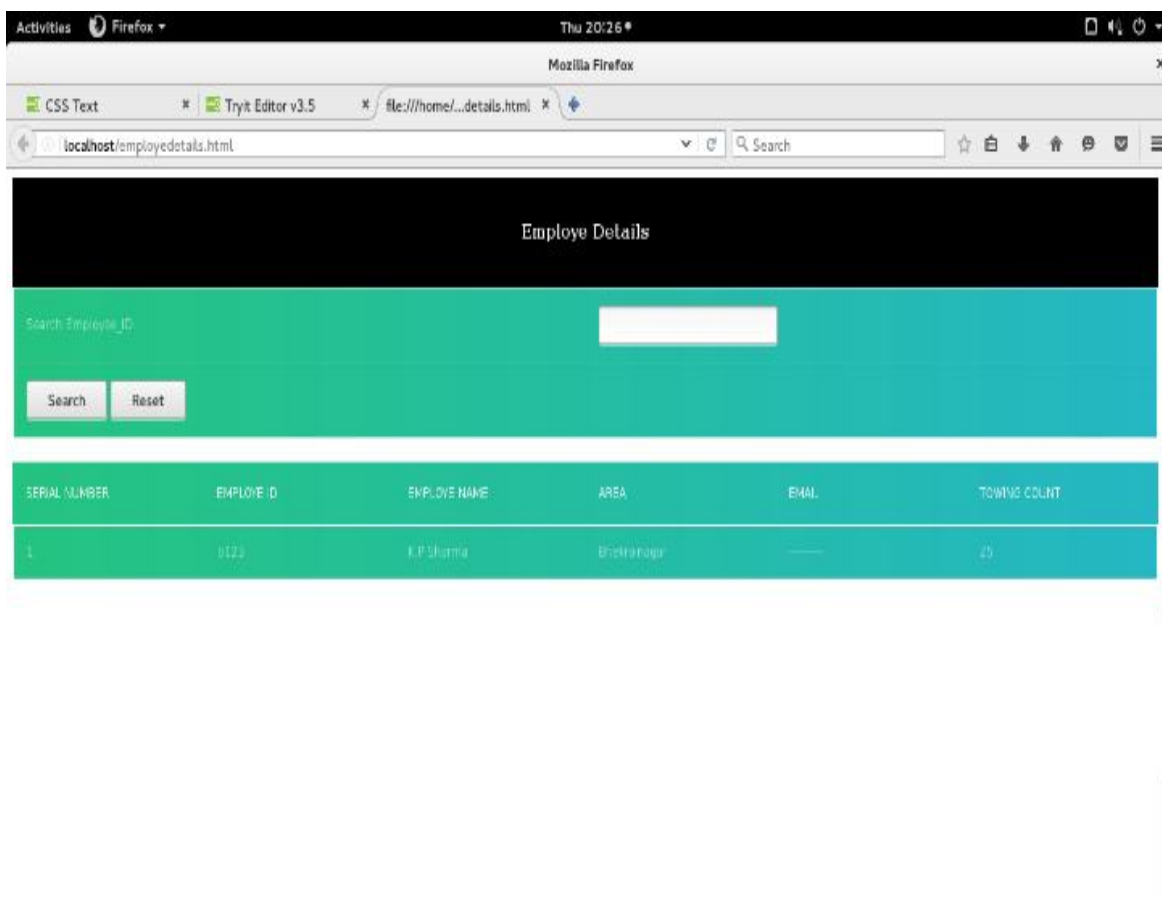 Activities Firefox Thu 20:26
Mozilla Firefox
CSS Text Tryit Editor v3.5 file:///home/...details.html
localhost/employedetails.html Search
Employe Details
Search Employee_ID
Search Reset
SERIAL NUMBER EMPLOYE ID EMPLOYE NAME AREA EMAIL TOWING COUNT
1 K.P.Sharma ------- 25